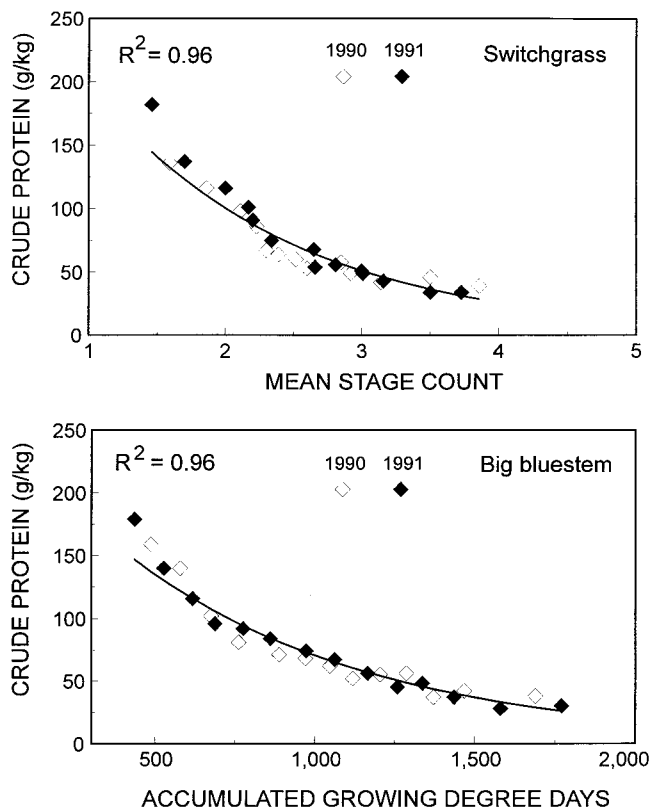 250
200
150
100
50
0
CRUDE PROTEIN (g/kg)
R2 = 0.96
1990 1991
Switchgrass
1 2 3 4 5
MEAN STAGE COUNT
250
200
150
100
50
0
CRUDE PROTEIN (g/kg)
R2 = 0.96
1990 1991
Big bluestem
500 1,000 1,500 2,000
ACCUMULATED GROWING DEGREE DAYS